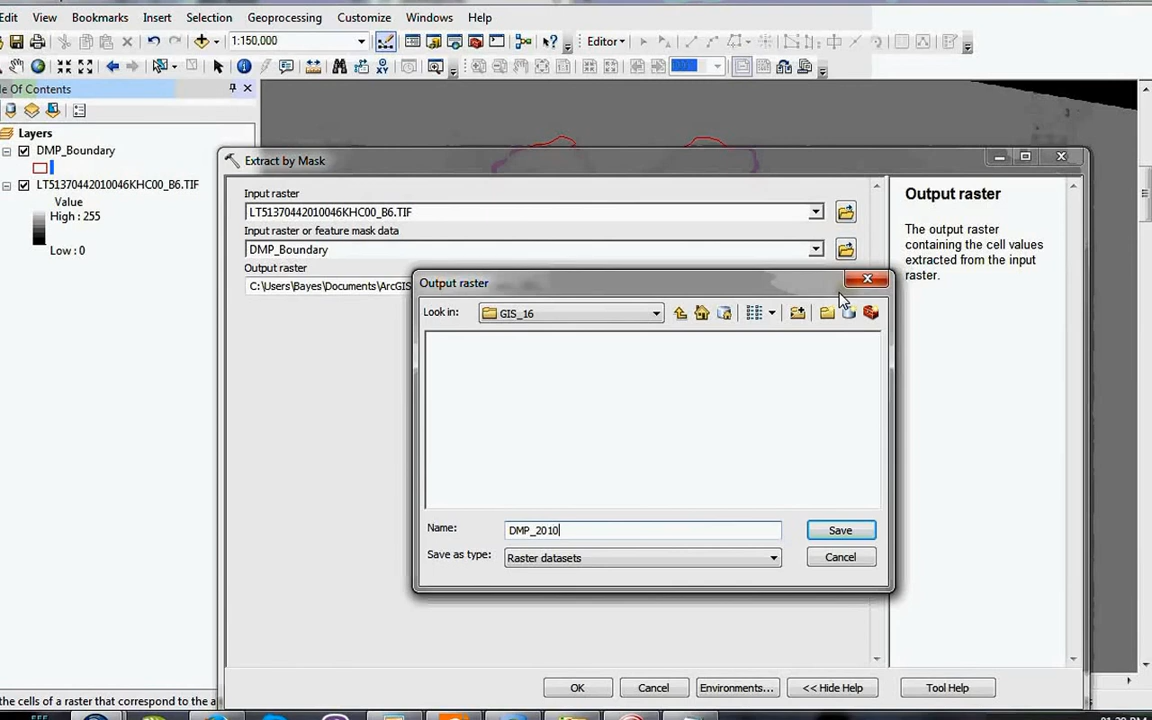 Edit View Bookmarks Insert Selection Geoprocessing Customize Windows Help
1:150,000 Editor
le Of Contents
Layers
DMP_Boundary
LT51370442010046KHC00_B6.TIF
Value
High : 255
Low : 0
Extract by Mask
Input raster
LT51370442010046KHC00_B6.TIF
Input raster or feature mask data
DMP_Boundary
Output raster
C:\Users\Bayes\Documents\ArcGIS
Output raster
Look in: GIS_16
Name: DMP_2010 Save
Save as type: Raster datasets Cancel
OK Cancel Environments... << Hide Help Tool Help
Output raster
The output raster
containing the cell values
extracted from the input
raster.
the cells of a raster that correspond to the a